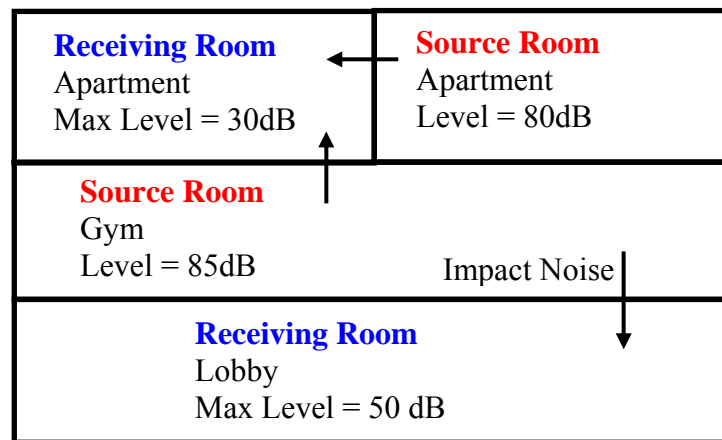 Receiving Room
Apartment
Max Level = 30dB
Source Room
Apartment
Level = 80dB
Source Room
Gym
Level = 85dB
Impact Noise
Receiving Room
Lobby
Max Level = 50 dB